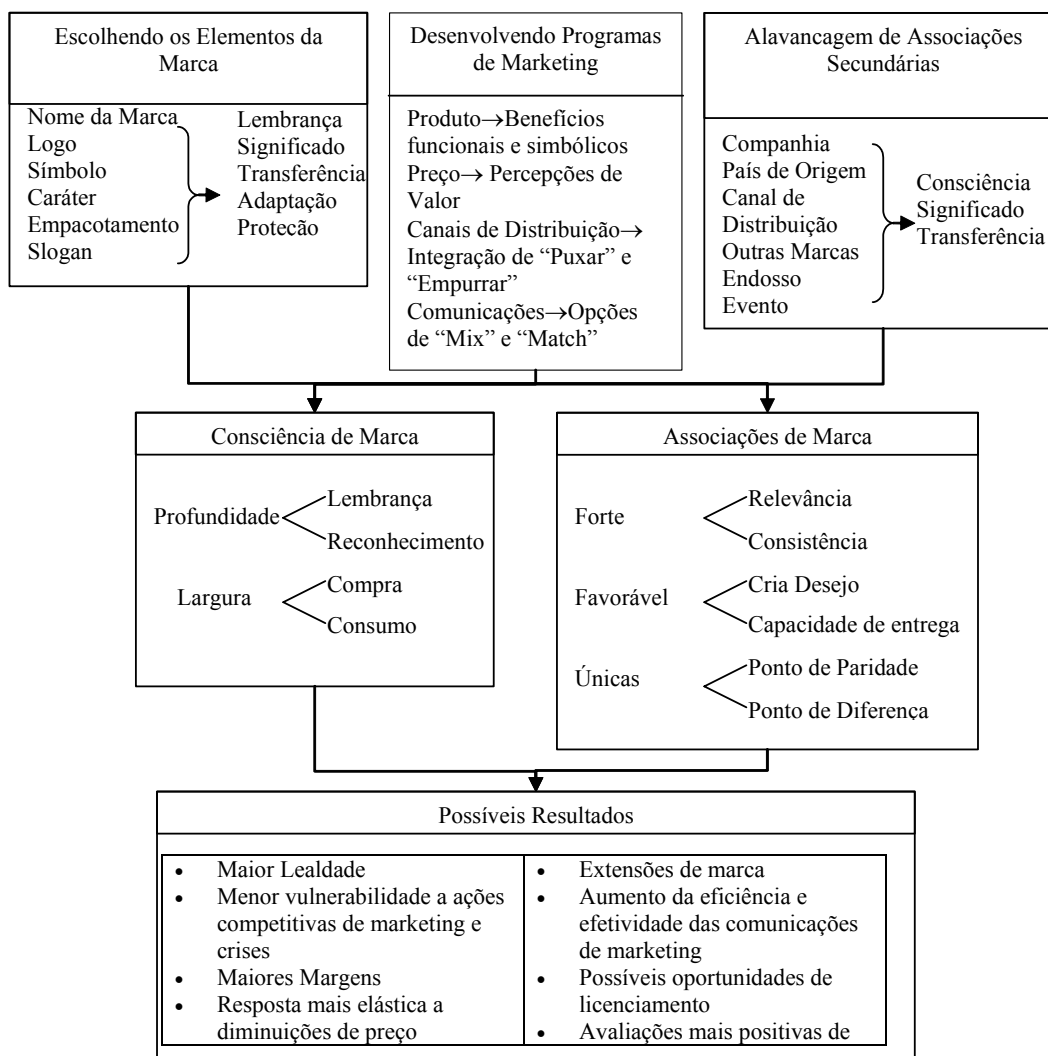 Escolhendo os Elementos da
Marca
Nome da Marca
Logo
Símbolo
Caráter
Empacotamento
Slogan
Lembrança
Significado
Transferência
Adaptação
Protecão
Desenvolvendo Programas
de Marketing
Produto→Benefícios
funcionais e simbólicos
Preço→ Percepções de
Valor
Canais de Distribuição→
Integração de “Puxar” e
“Empurrar”
Comunicações→Opções
de “Mix” e “Match”
Alavancagem de Associações
Secundárias
Companhia
País de Origem
Canal de
Distribuição
Outras Marcas
Endosso
Evento
Consciência
Significado
Transferência
Consciência de Marca
Profundidade
Lembrança
Reconhecimento
Largura
Compra
Consumo
Associações de Marca
Forte
Relevância
Consistência
Favorável
Cria Desejo
Capacidade de entrega
Únicas
Ponto de Paridade
Ponto de Diferença
Possíveis Resultados
• Maior Lealdade
• Menor vulnerabilidade a ações
competitivas de marketing e
crises
• Maiores Margens
• Resposta mais elástica a
diminuições de preço
• Extensões de marca
• Aumento da eficiência e
efetividade das comunicações
de marketing
• Possíveis oportunidades de
licenciamento
• Avaliações mais positivas de